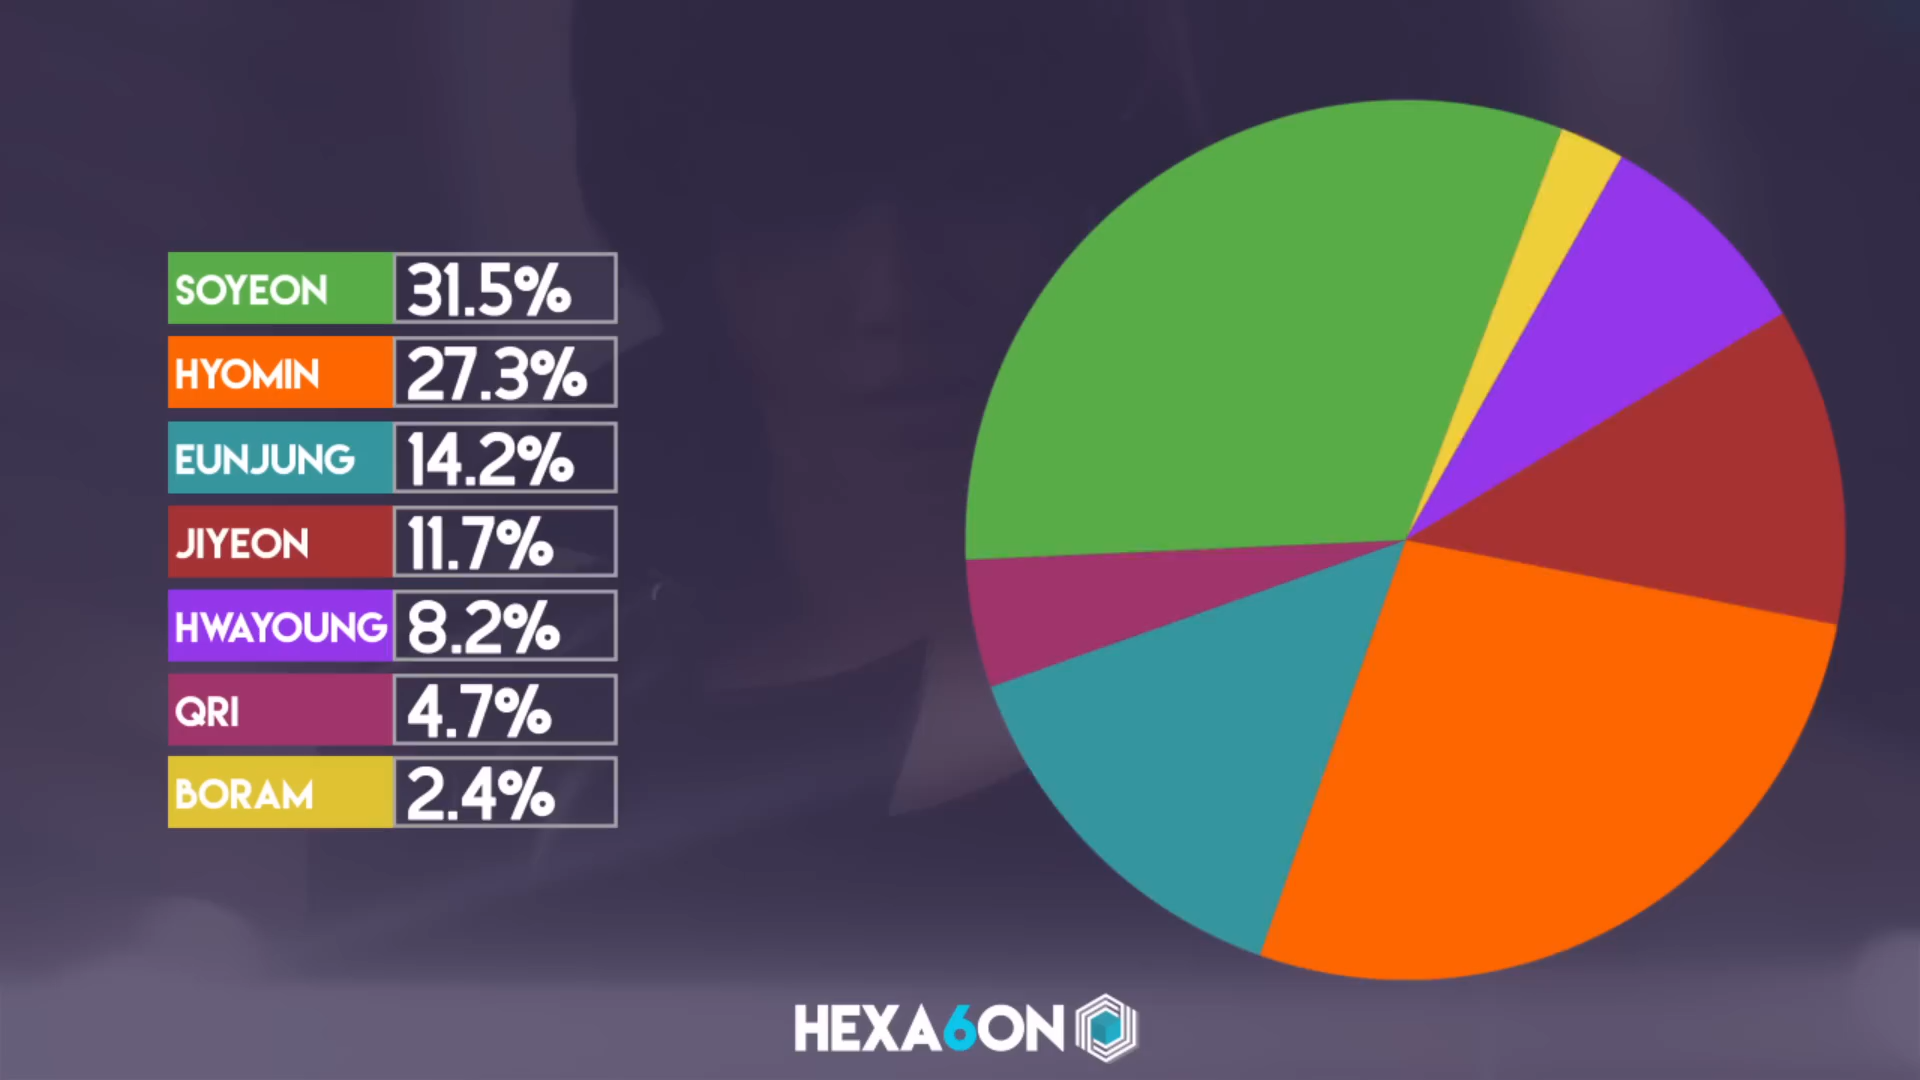 SOYEON 31.5%
HYOMIN 27.3%
EUNJUNG 14.2%
JIYEON 11.7%
HWAYOUNG 8.2%
QRI 4.7%
BORAM 2.4%
HEXA6ON